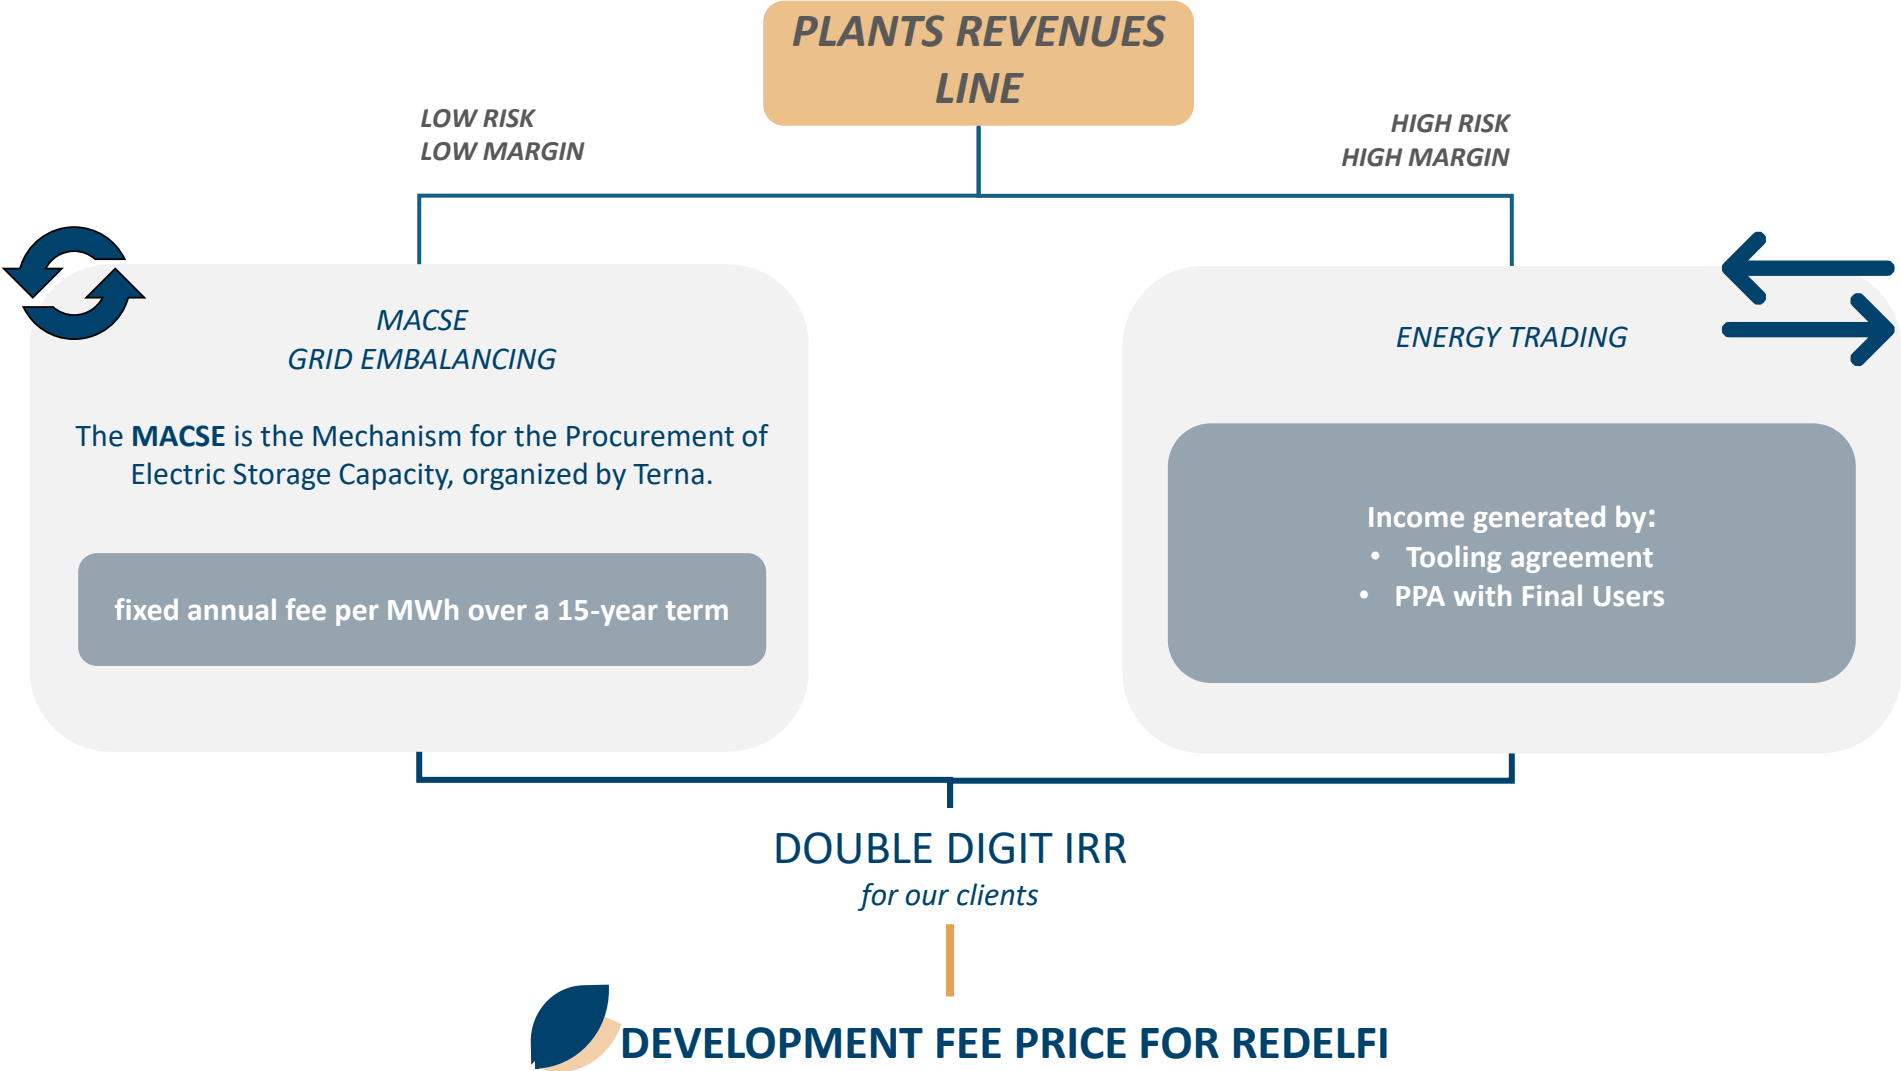 PLANTS REVENUES
LINE
LOW RISK
LOW MARGIN
HIGH RISK
HIGH MARGIN
MACSE
GRID EMBALANCING
The MACSE is the Mechanism for the Procurement of
Electric Storage Capacity, organized by Terna.
fixed annual fee per MWh over a 15-year term
ENERGY TRADING
Income generated by:
• Tooling agreement
• PPA with Final Users
DOUBLE DIGIT IRR
for our clients
DEVELOPMENT FEE PRICE FOR REDELFI